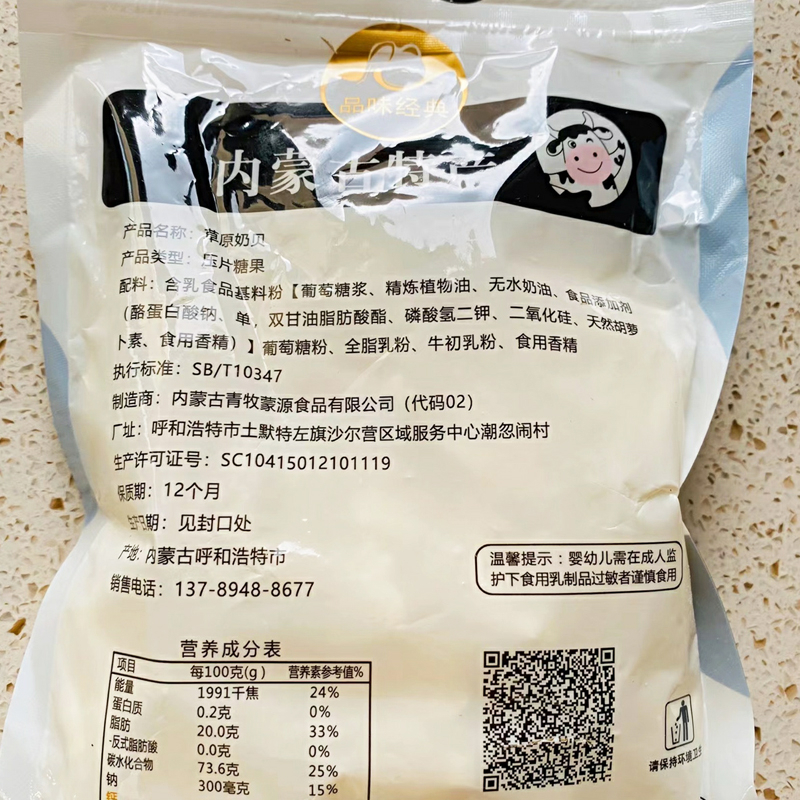 品味经典
内蒙古特产
产品名称：草原奶贝
产品类型：压片糖果
配料：含乳食品基料粉【葡萄糖浆、精炼植物油、无水奶油、食品添加剂
（酪蛋白酸钠、单，双甘油脂肪酸酯、磷酸氢二钾、二氧化硅、天然胡萝
卜素、食用香精）】葡萄糖粉、全脂乳粉、牛初乳粉、食用香精
执行标准：SB/T10347
制造商：内蒙古青牧蒙源食品有限公司（代码02）
厂址：呼和浩特市土默特左旗沙尔营区域服务中心潮忽闹村
生产许可证号：SC10415012101119
保质期：12个月
生产日期：见封口处
产地：内蒙古呼和浩特市
销售电话：137-8948-8677
温馨提示：婴幼儿需在成人监
护下食用乳制品过敏者谨慎食用
营养成分表
项目 每100克(g) 营养素参考值%
能量 1991千焦 24%
蛋白质 0.2克 0%
脂肪 20.0克 33%
-反式脂肪酸 0.0克 0%
碳水化合物 73.6克 25%
钠 300毫克 15%
请保持环境卫生